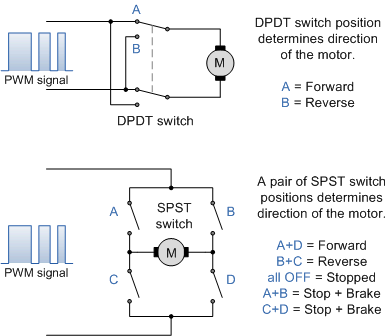 A
B
M
PWM signal
DPDT switch
DPDT switch position
determines direction
of the motor.
A = Forward
B = Reverse
A
B
SPST
switch
M
C
D
PWM signal
A pair of SPST switch
positions determines
direction of the motor.
A+D = Forward
B+C = Reverse
all OFF = Stopped
A+B = Stop + Brake
C+D = Stop + Brake